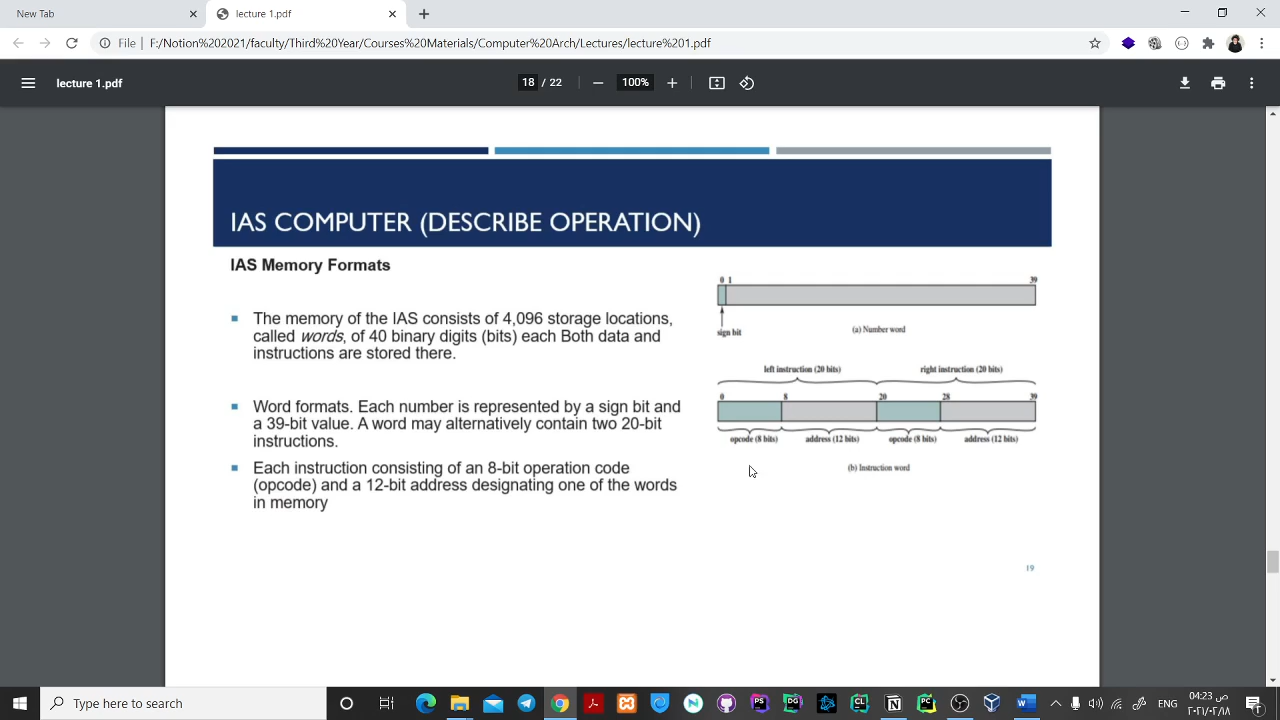 New Tab
lecture 1.pdf
File
F:/Notion%202021/faculty/Third%20Year/Courses%20Materials/Computer%20Arch/Lectures/lecture%201.pdf
lecture 1.pdf
18 / 22
100%
IAS COMPUTER (DESCRIBE OPERATION)
IAS Memory Formats
The memory of the IAS consists of 4,096 storage locations,
called words, of 40 binary digits (bits) each Both data and
instructions are stored there.
Word formats. Each number is represented by a sign bit and
a 39-bit value. A word may alternatively contain two 20-bit
instructions.
Each instruction consisting of an 8-bit operation code
(opcode) and a 12-bit address designating one of the words
in memory
0 1 39
sign bit
(a) Number word
left instruction (20 bits) right instruction (20 bits)
0 8 20 28 39
opcode (8 bits) address (12 bits) opcode (8 bits) address (12 bits)
(b) Instruction word
19
Type here to search
PS DG CL N PC W
ENG
04:23